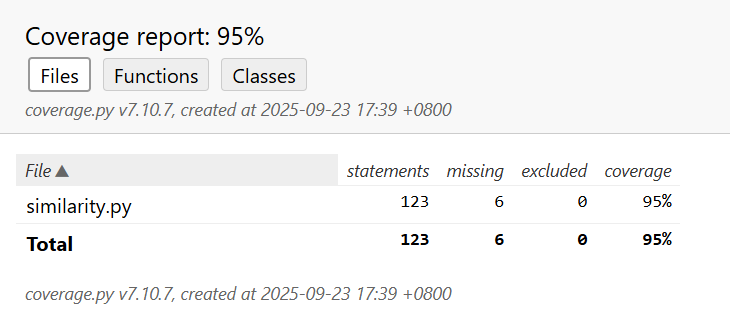 Coverage report: 95%
Files Functions Classes
coverage.py v7.10.7, created at 2025-09-23 17:39 +0800
File ▲ statements missing excluded coverage
similarity.py 123 6 0 95%
Total 123 6 0 95%
coverage.py v7.10.7, created at 2025-09-23 17:39 +0800